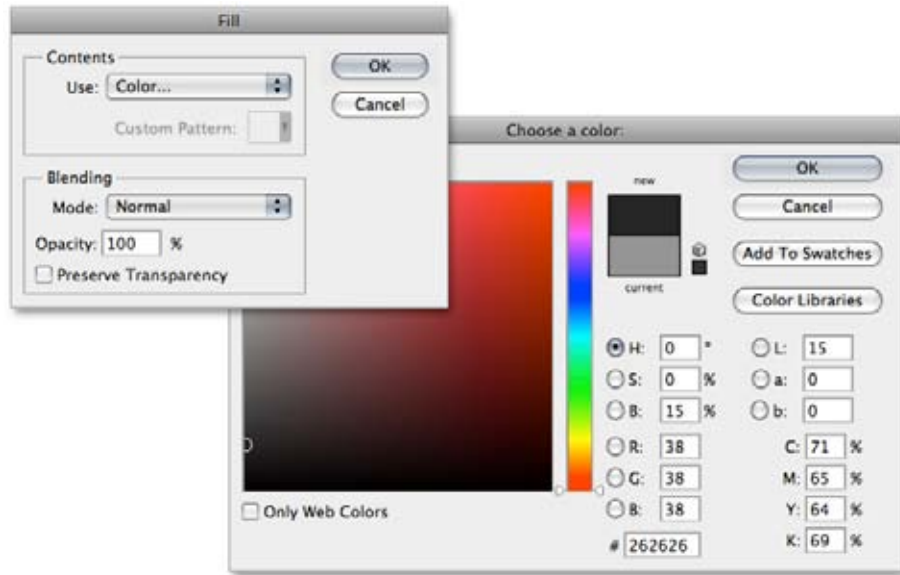 Fill
Contents
Use: Color...
Custom Pattern:
OK
Cancel
Blending
Mode: Normal
Opacity: 100 %
Preserve Transparency
Choose a color:
new
current
OK
Cancel
Add To Swatches
Color Libraries
H: 0 °
S: 0 %
B: 15 %
R: 38
G: 38
B: 38
# 262626
L: 15
a: 0
b: 0
C: 71 %
M: 65 %
Y: 64 %
K: 69 %
Only Web Colors